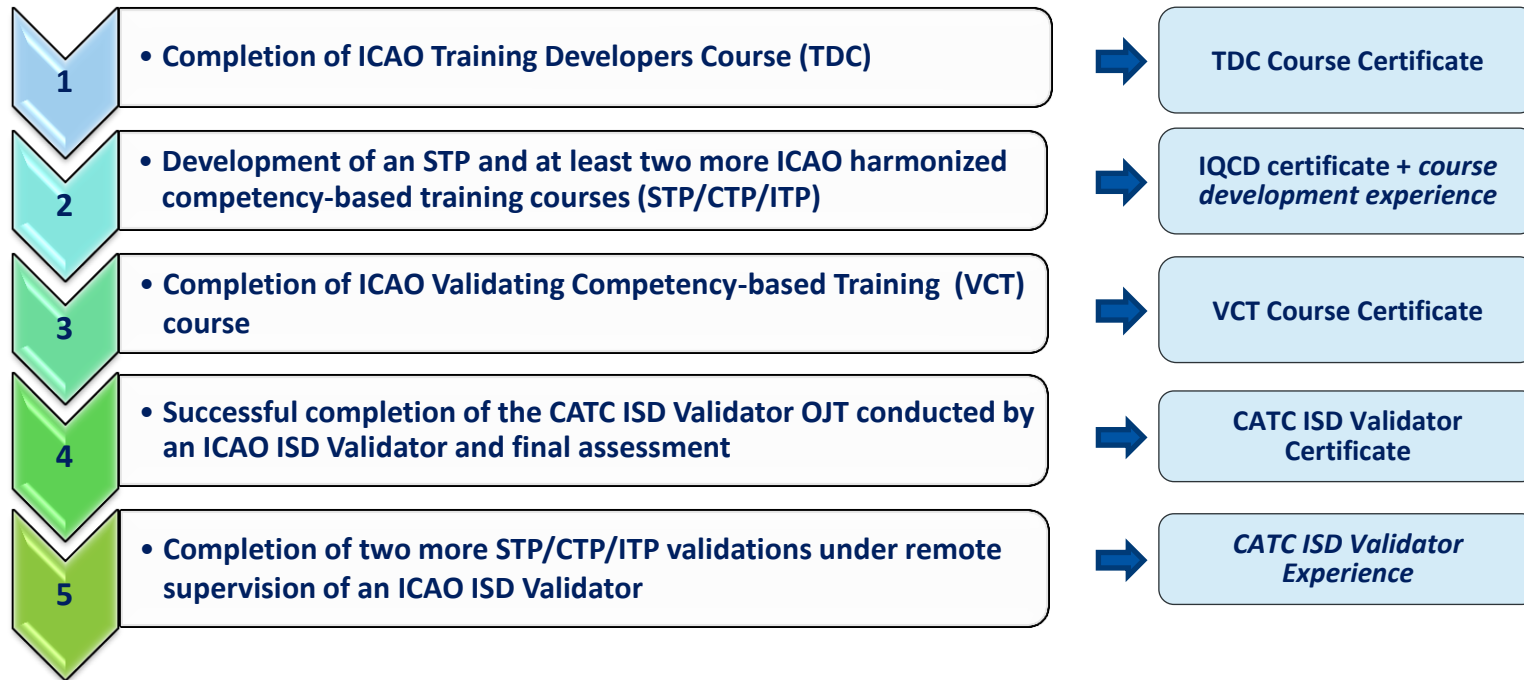 1
• Completion of ICAO Training Developers Course (TDC)
TDC Course Certificate
2
• Development of an STP and at least two more ICAO harmonized
competency-based training courses (STP/CTP/ITP)
IQCD certificate + course
development experience
3
• Completion of ICAO Validating Competency-based Training (VCT)
course
VCT Course Certificate
4
• Successful completion of the CATC ISD Validator OJT conducted by
an ICAO ISD Validator and final assessment
CATC ISD Validator
Certificate
5
• Completion of two more STP/CTP/ITP validations under remote
supervision of an ICAO ISD Validator
CATC ISD Validator
Experience